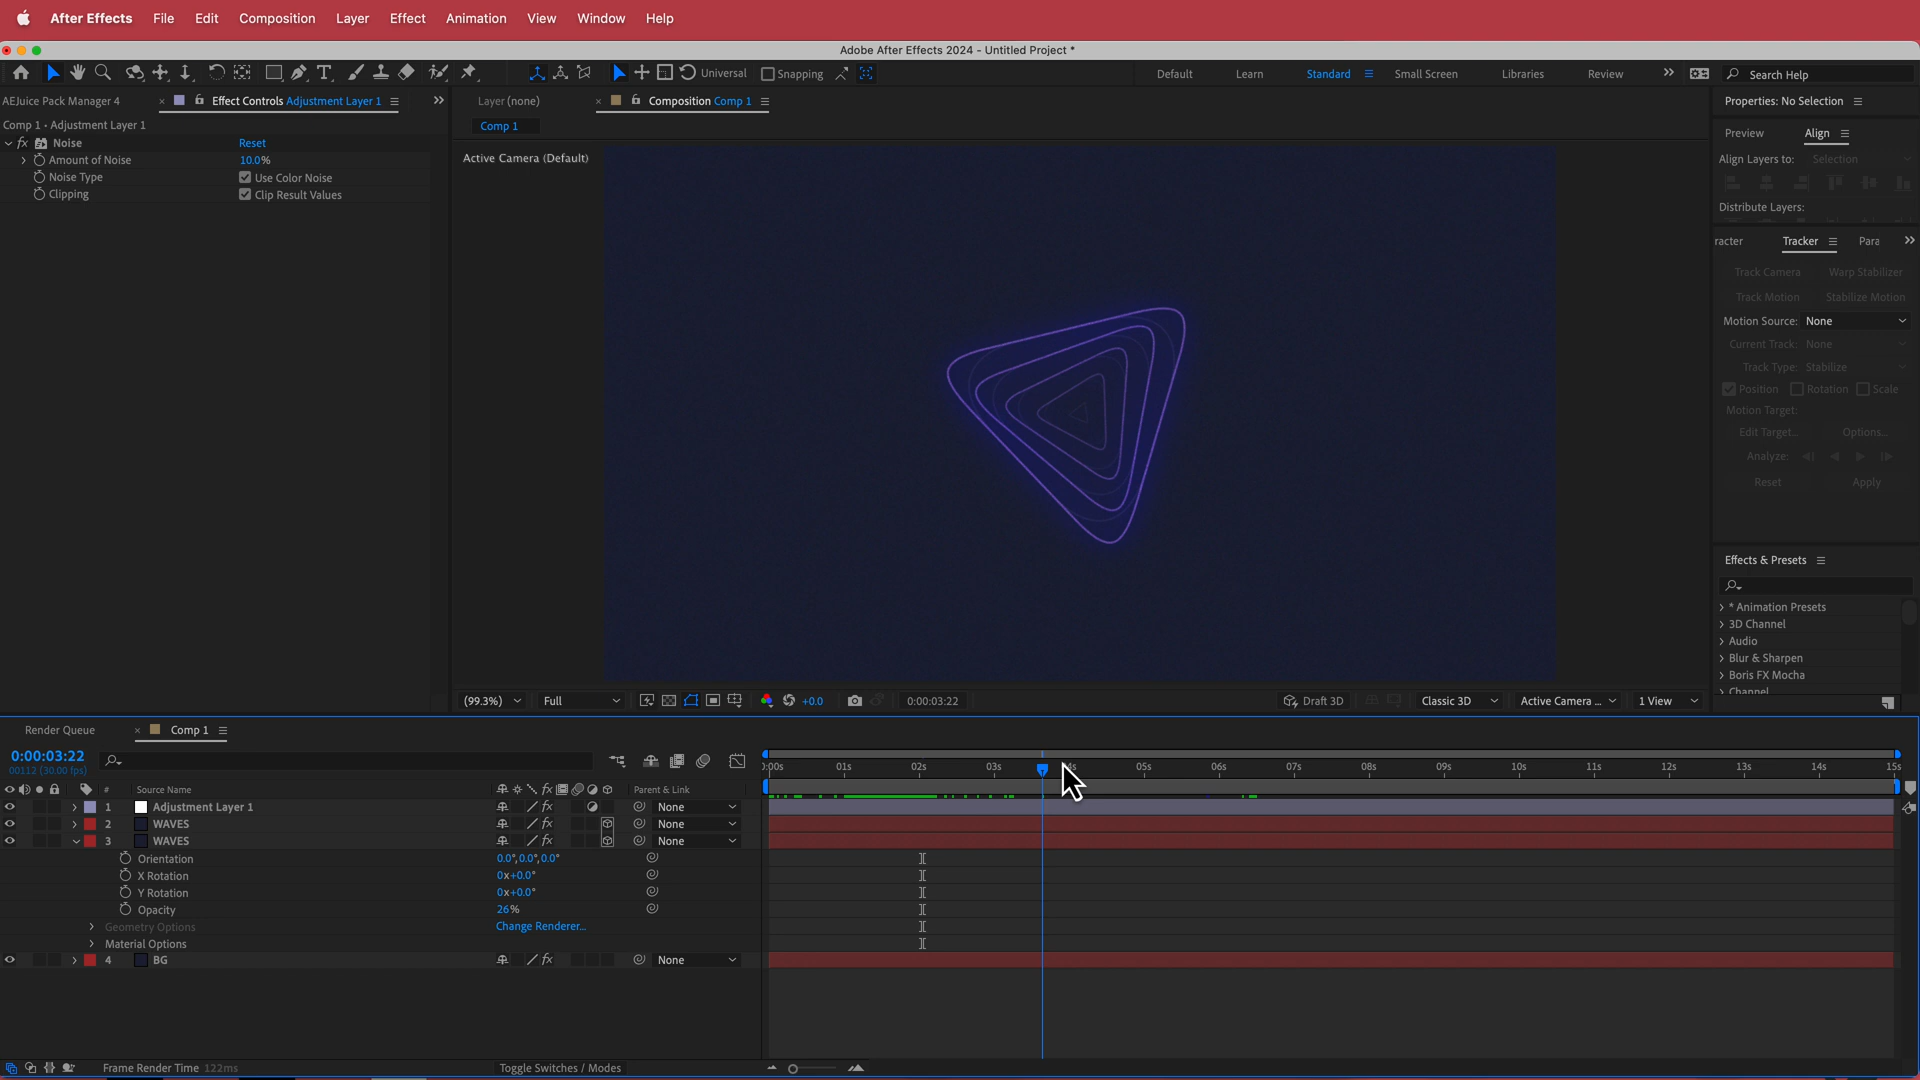 After Effects File Edit Composition Layer Effect Animation View Window Help
Adobe After Effects 2024 - Untitled Project *
Universal Snapping Default Learn Standard Small Screen Libraries Review Search Help
AEJuice Pack Manager 4 Effect Controls Adjustment Layer 1
Comp 1 • Adjustment Layer 1
fx Noise Reset
Amount of Noise 10.0%
Noise Type Use Color Noise
Clipping Clip Result Values
Layer (none) Composition Comp 1
Comp 1
Active Camera (Default)
(99.3%) Full +0.0 0:00:03:22 Draft 3D Classic 3D Active Camera ... 1 View
Properties: No Selection
Preview Align
Align Layers to: Selection
Distribute Layers:
racter Tracker Para
Track Camera Warp Stabilizer
Track Motion Stabilize Motion
Motion Source: None
Current Track: None
Track Type: Stabilize
Position Rotation Scale
Motion Target:
Edit Target... Options...
Analyze:
Reset Apply
Effects & Presets
* Animation Presets
3D Channel
Audio
Blur & Sharpen
Boris FX Mocha
Channel
Render Queue Comp 1
0:00:03:22
00112 (30.00 fps)
# Source Name fx Parent & Link
:00s 01s 02s 03s 05s 06s 07s 08s 09s 10s 11s 12s 13s 14s 15s
1 Adjustment Layer 1 fx None
2 WAVES fx None
3 WAVES fx None
Orientation 0.0°,0.0°,0.0°
X Rotation 0x+0.0°
Y Rotation 0x+0.0°
Opacity 26%
Geometry Options Change Renderer...
Material Options
4 BG fx None
Frame Render Time 122ms Toggle Switches / Modes